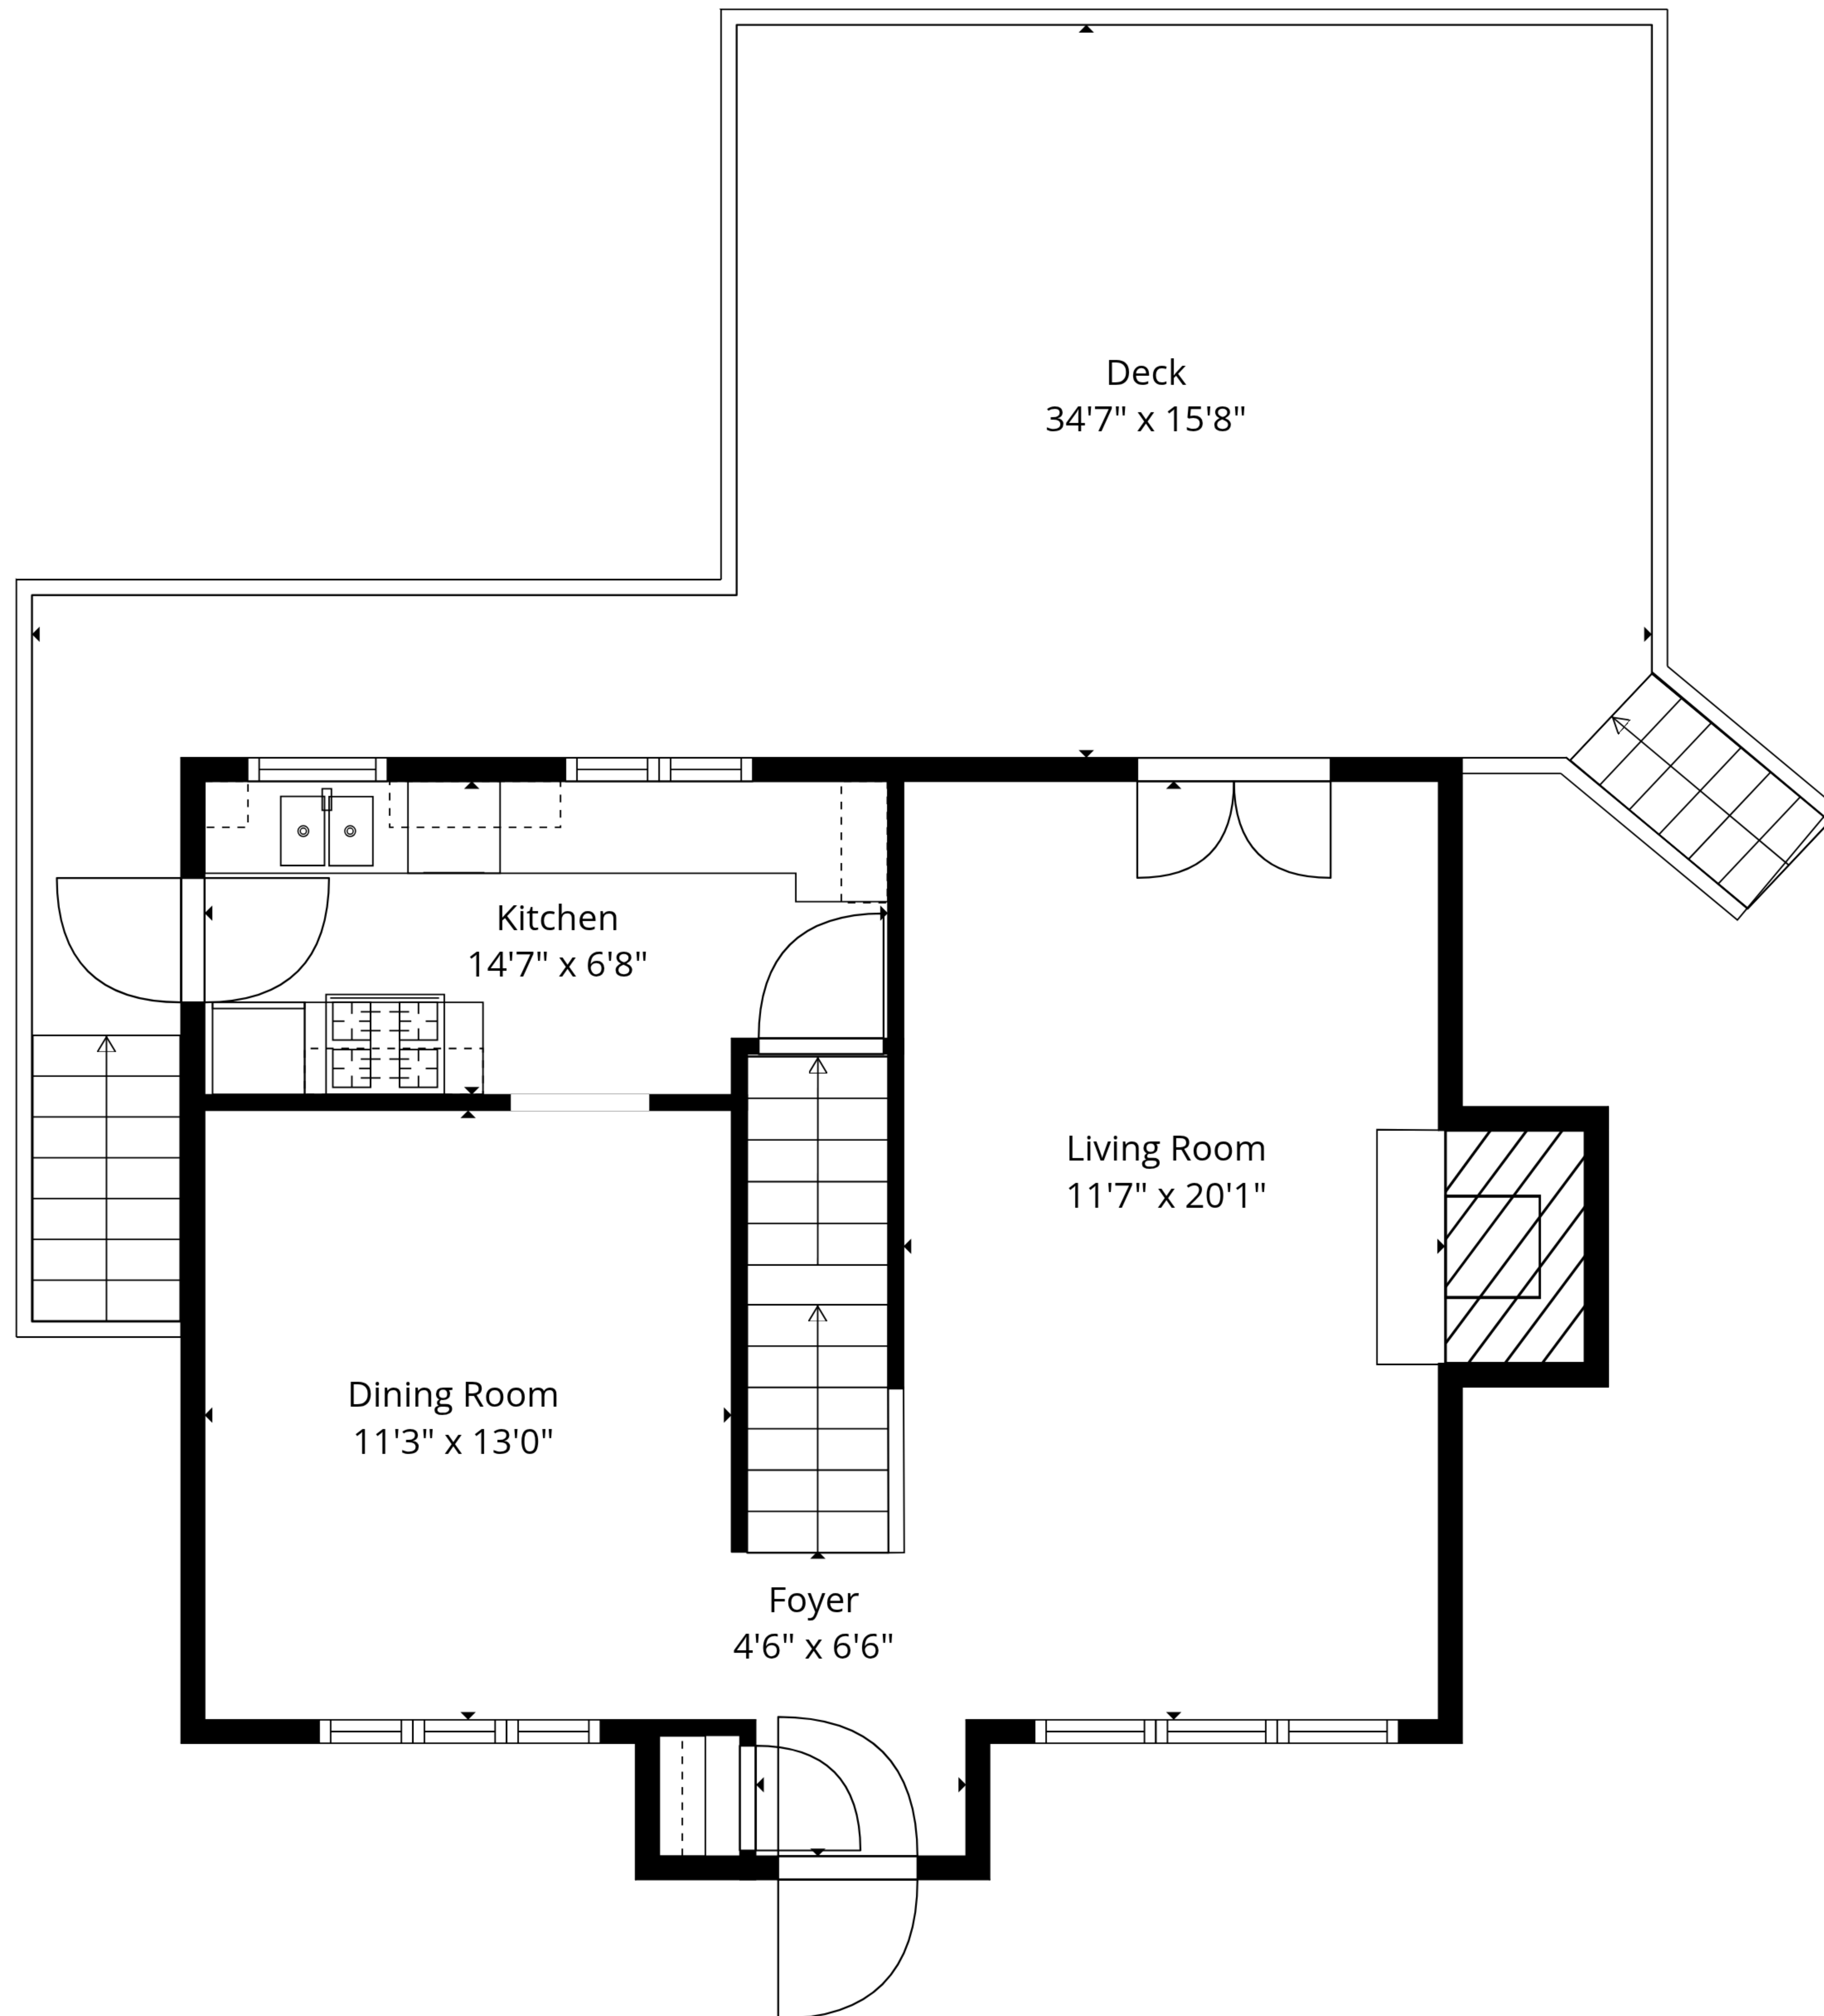 Deck
34'7" x 15'8"
Kitchen
14'7" x 6'8"
Living Room
11'7" x 20'1"
Dining Room
11'3" x 13'0"
Foyer
4'6" x 6'6"